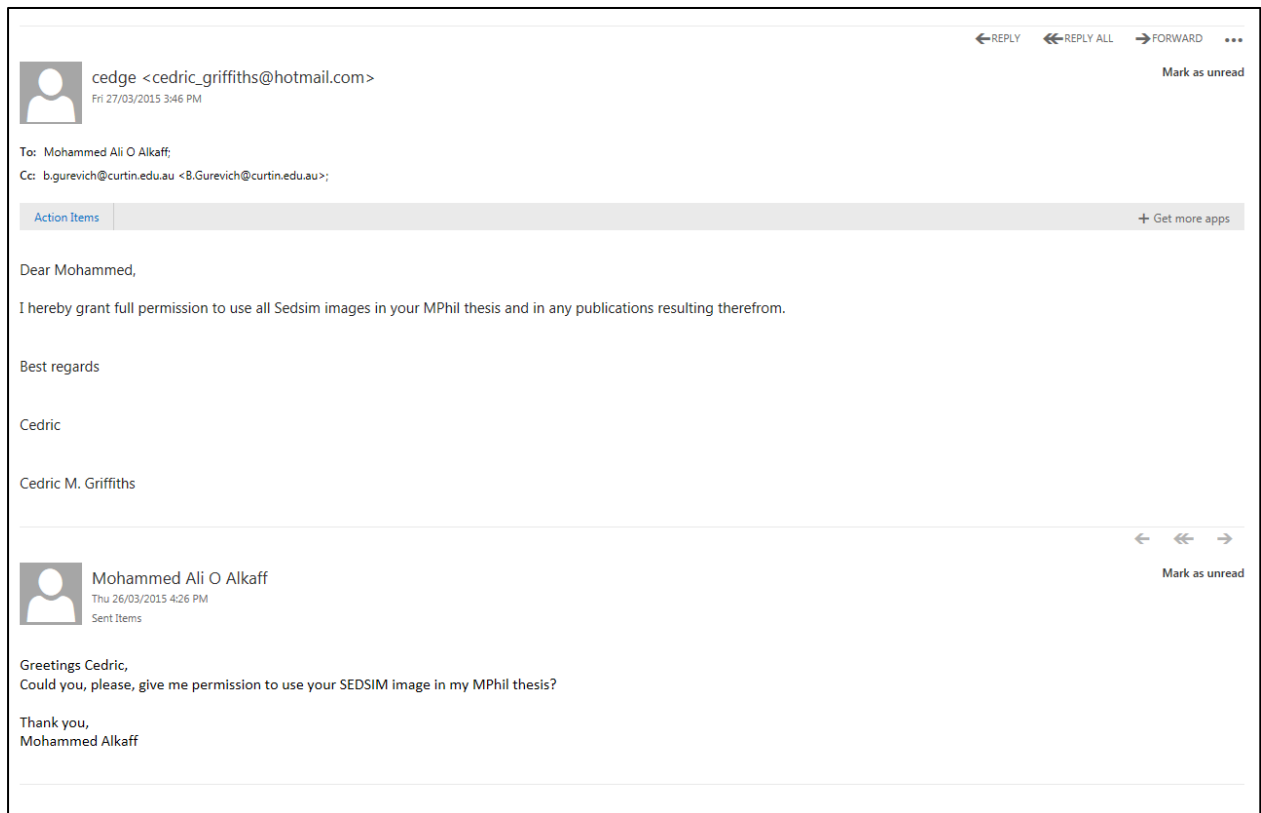 REPLY REPLY ALL FORWARD •••
cedge <cedric_griffiths@hotmail.com>
Mark as unread
Fri 27/03/2015 3:46 PM
To: Mohammed Ali O Alkaff;
Cc: b.gurevich@curtin.edu.au <B.Gurevich@curtin.edu.au>;
Action Items
+ Get more apps
Dear Mohammed,
I hereby grant full permission to use all Sedsim images in your MPhil thesis and in any publications resulting therefrom.
Best regards
Cedric
Cedric M. Griffiths
Mohammed Ali O Alkaff
Mark as unread
Thu 26/03/2015 4:26 PM
Sent Items
Greetings Cedric,
Could you, please, give me permission to use your SEDSIM image in my MPhil thesis?
Thank you,
Mohammed Alkaff